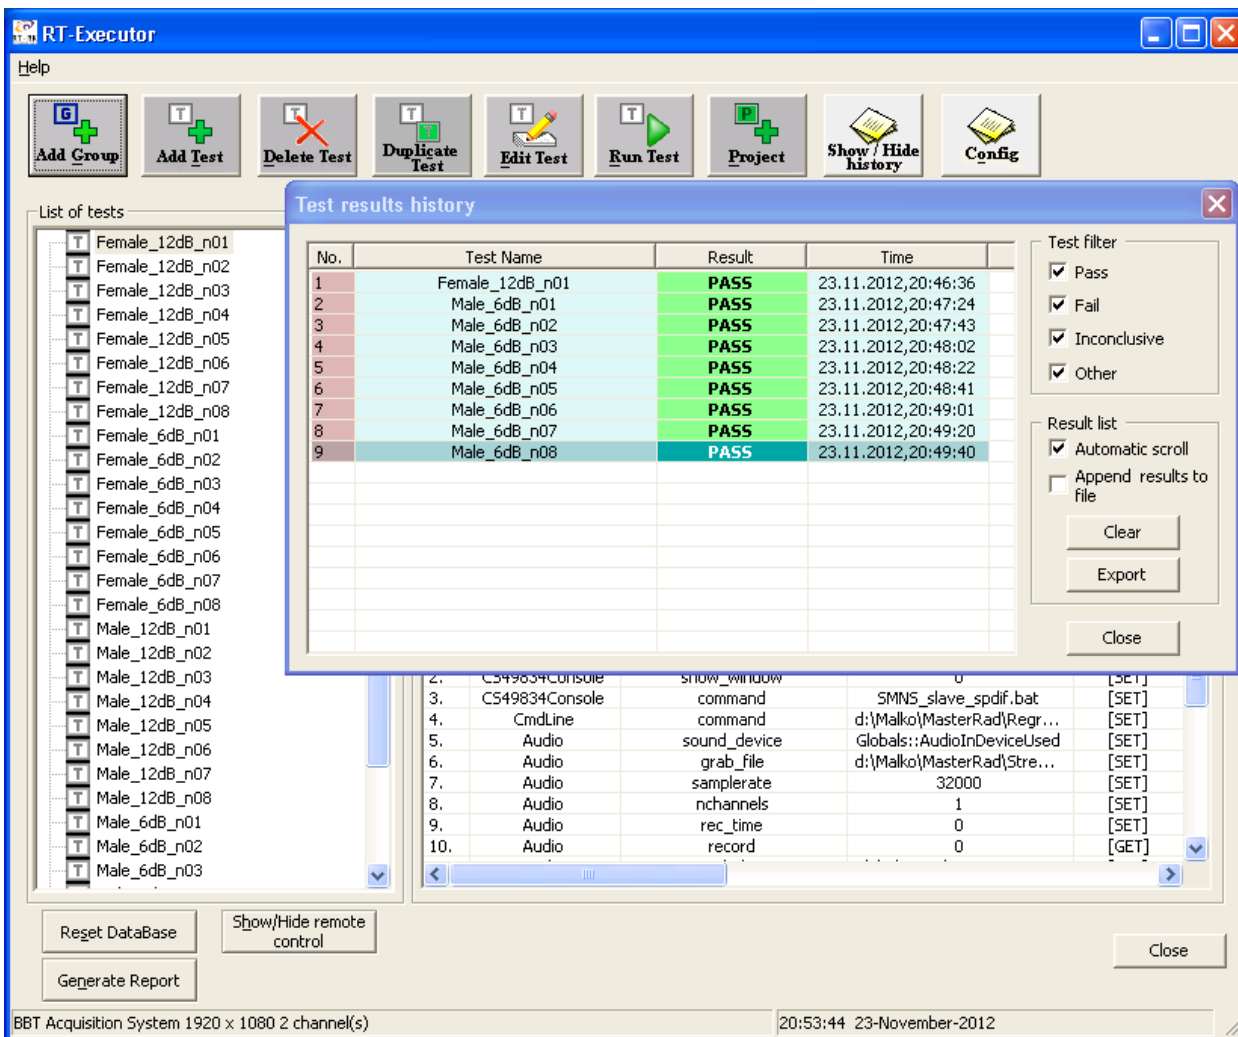 RT-Executor
Help
Add Group
Add Test
Delete Test
Duplicate Test
Edit Test
Run Test
Project
Show / Hide history
Config
List of tests
Female_12dB_n01
Female_12dB_n02
Female_12dB_n03
Female_12dB_n04
Female_12dB_n05
Female_12dB_n06
Female_12dB_n07
Female_12dB_n08
Female_6dB_n01
Female_6dB_n02
Female_6dB_n03
Female_6dB_n04
Female_6dB_n05
Female_6dB_n06
Female_6dB_n07
Female_6dB_n08
Male_12dB_n01
Male_12dB_n02
Male_12dB_n03
Male_12dB_n04
Male_12dB_n05
Male_12dB_n06
Male_12dB_n07
Male_12dB_n08
Male_6dB_n01
Male_6dB_n02
Male_6dB_n03
Test results history
No. Test Name Result Time
1 Female_12dB_n01 PASS 23.11.2012,20:46:36
2 Male_6dB_n01 PASS 23.11.2012,20:47:24
3 Male_6dB_n02 PASS 23.11.2012,20:47:43
4 Male_6dB_n03 PASS 23.11.2012,20:48:02
5 Male_6dB_n04 PASS 23.11.2012,20:48:22
6 Male_6dB_n05 PASS 23.11.2012,20:48:41
7 Male_6dB_n06 PASS 23.11.2012,20:49:01
8 Male_6dB_n07 PASS 23.11.2012,20:49:20
9 Male_6dB_n08 PASS 23.11.2012,20:49:40
Test filter
Pass
Fail
Inconclusive
Other
Result list
Automatic scroll
Append results to
file
Clear
Export
Close
2. CS49834Console show_window 0 [SET]
3. CS49834Console command SMNS_slave_spdif.bat [SET]
4. CmdLine command d:\Malko\MasterRad\Regr... [SET]
5. Audio sound_device Globals::AudioInDeviceUsed [SET]
6. Audio grab_file d:\Malko\MasterRad\Stre... [SET]
7. Audio samplerate 32000 [SET]
8. Audio nchannels 1 [SET]
9. Audio rec_time 0 [SET]
10. Audio record 0 [GET]
Reset DataBase
Show/Hide remote
control
Generate Report
Close
BBT Acquisition System 1920 x 1080 2 channel(s)
20:53:44 23-November-2012